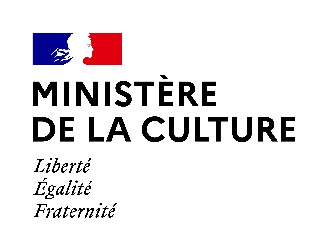 MINISTÈRE
DE LA CULTURE
Liberté
Égalité
Fraternité